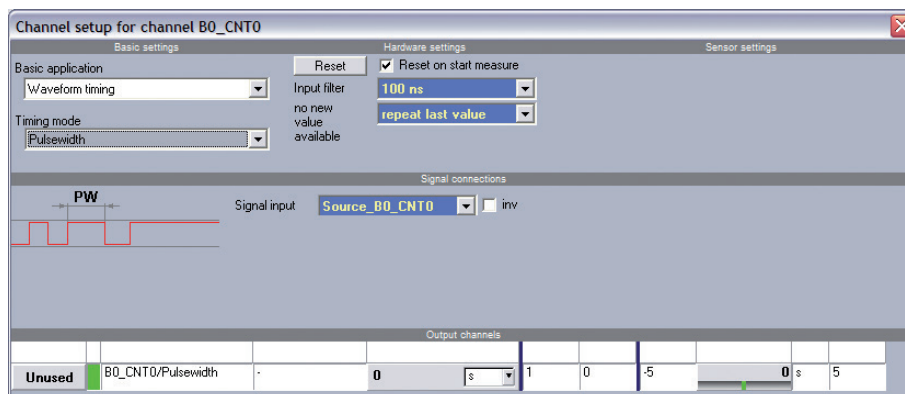 Channel setup for channel B0_CNT0
Basic settings
Hardware settings
Sensor settings
Basic application
Waveform timing
Timing mode
Pulsewidth
Reset
Reset on start measure
Input filter
100 ns
no new
value
available
repeat last value
Signal connections
PW
Signal input
Source_B0_CNT0
inv
Output channels
Unused
B0_CNT0/Pulsewidth
-
0
s
1
0
-5
0
s
5